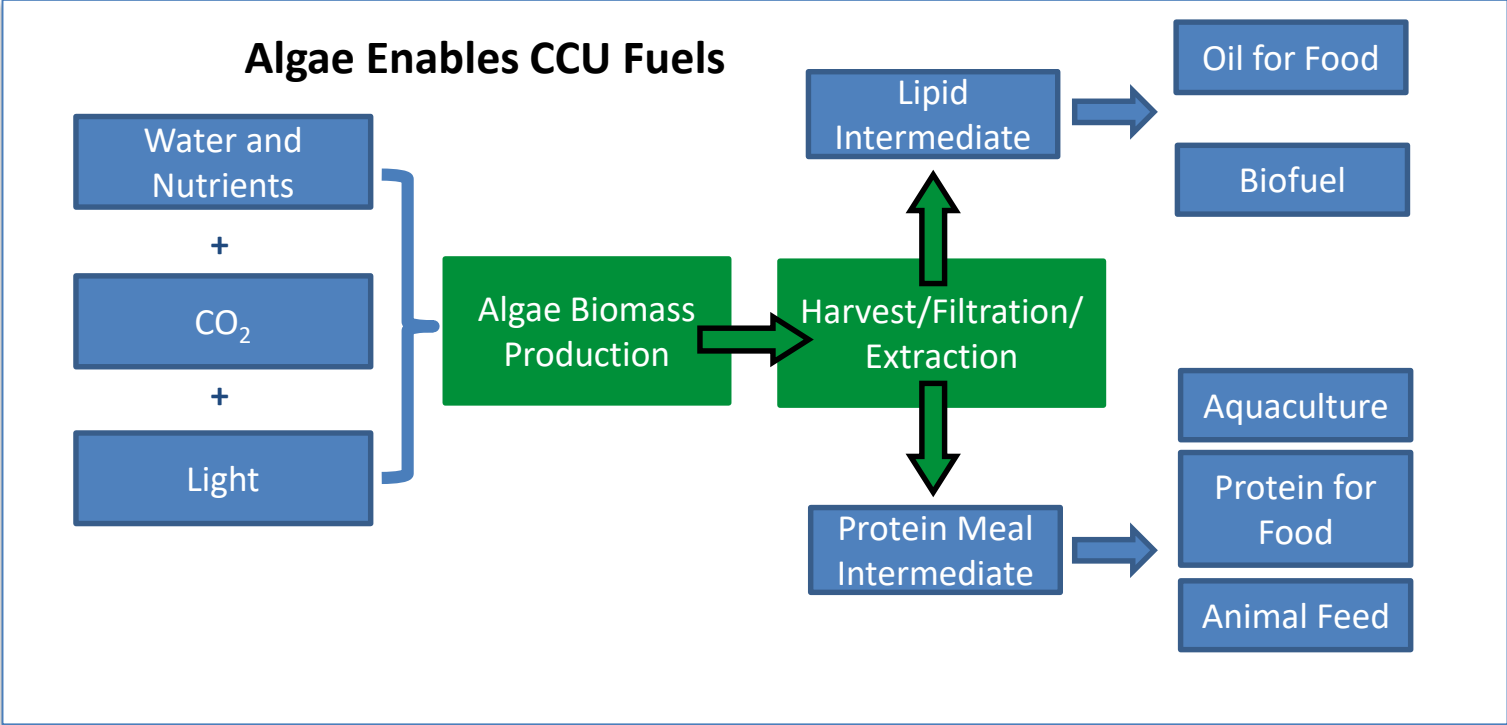 Algae Enables CCU Fuels
Water and
Nutrients
+
CO₂
+
Light
Algae Biomass
Production
Harvest/Filtration/
Extraction
Lipid
Intermediate
Oil for Food
Biofuel
Protein Meal
Intermediate
Aquaculture
Protein for
Food
Animal Feed